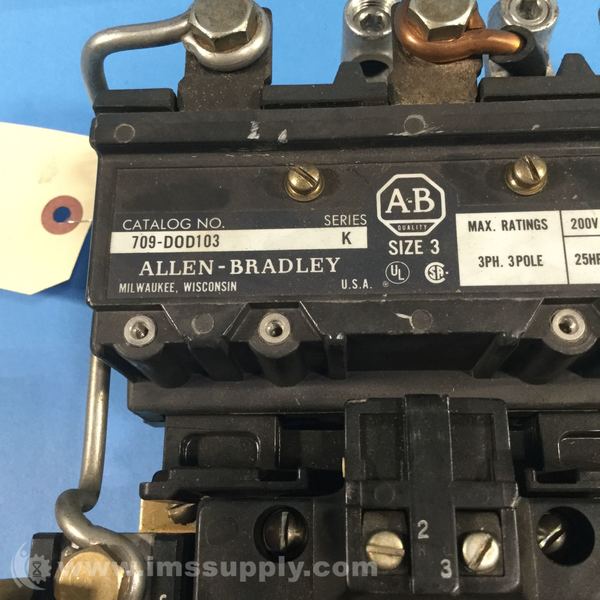 CATALOG NO. SERIES
709-DOD103 K
ALLEN-BRADLEY
MILWAUKEE, WISCONSIN U.S.A.
A-B
QUALITY
SIZE 3
UL ® SA
MAX. RATINGS 200V
3PH. 3POLE 25HP
2
3
www.imssupply.com